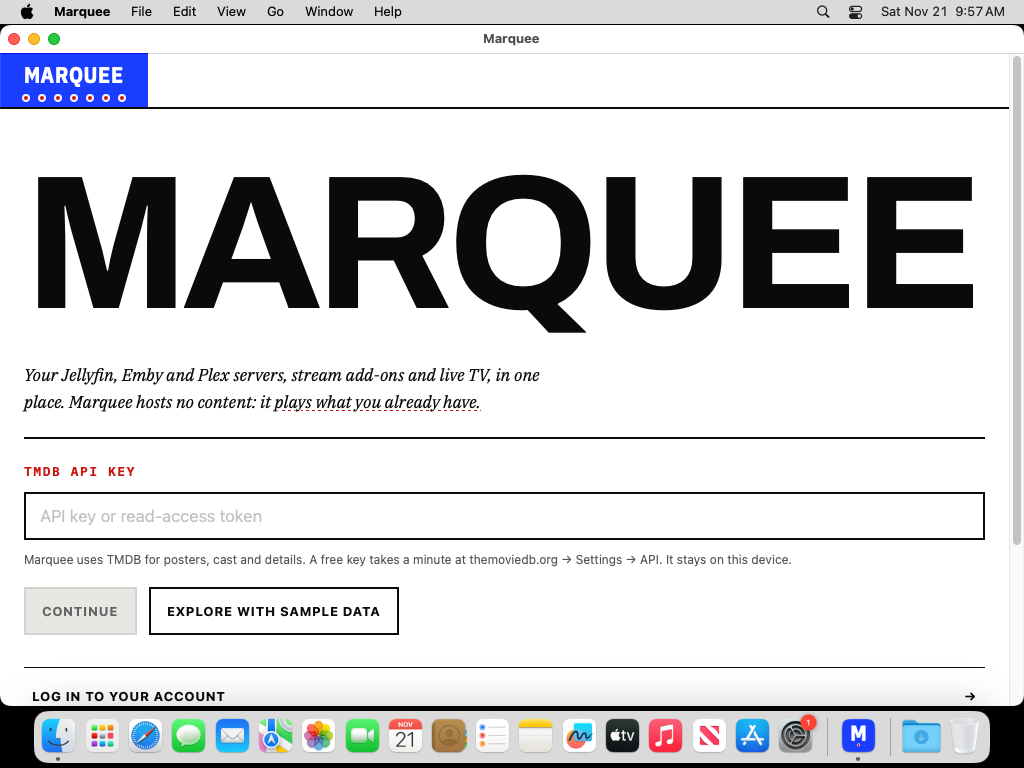 Marquee File Edit View Go Window Help Sat Nov 21 9:57 AM
Marquee
MARQUEE
MARQUEE
Your Jellyfin, Emby and Plex servers, stream add-ons and live TV, in one
place. Marquee hosts no content: it plays what you already have.
TMDB API KEY
API key or read-access token
Marquee uses TMDB for posters, cast and details. A free key takes a minute at themoviedb.org → Settings → API. It stays on this device.
CONTINUE EXPLORE WITH SAMPLE DATA
LOG IN TO YOUR ACCOUNT →
NOV
21
tv
1
M